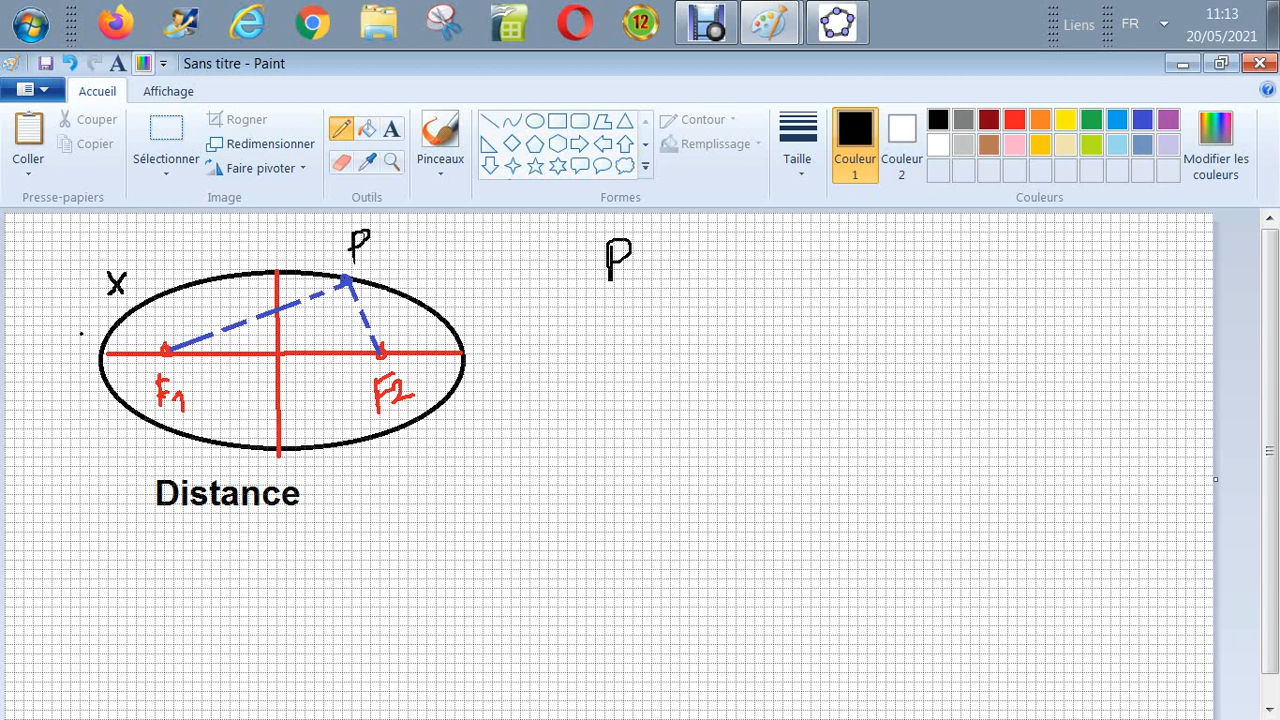 12
Liens
FR
11:13
20/05/2021
Sans titre - Paint
Accueil
Affichage
Coller
Couper
Copier
Presse-papiers
Sélectionner
Rogner
Redimensionner
Faire pivoter
Image
A
Outils
Pinceaux
Contour
Remplissage
Formes
Taille
Couleur
1
Couleur
2
Modifier les
couleurs
Couleurs
P
P
X
F1
F2
Distance